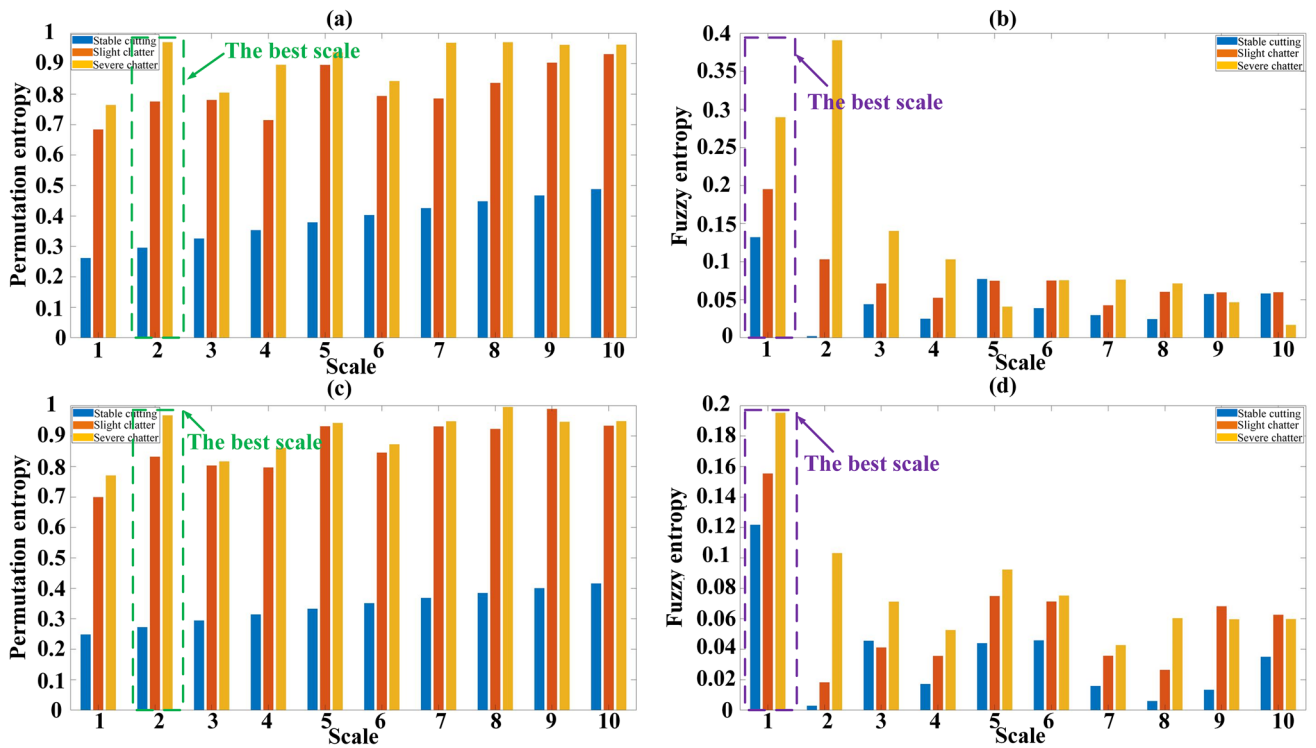 (a)
1
0.9
0.8
0.7
0.6
0.5
0.4
0.3
0.2
0.1
0
Permutation entropy
Stable cutting
Slight chatter
Severe chatter
The best scale
1 2 3 4 5 6 7 8 9 10
Scale
(b)
0.4
0.35
0.3
0.25
0.2
0.15
0.1
0.05
0
Fuzzy entropy
Stable cutting
Slight chatter
Severe chatter
The best scale
1 2 3 4 5 6 7 8 9 10
Scale
(c)
1
0.9
0.8
0.7
0.6
0.5
0.4
0.3
0.2
0.1
0
Permutation entropy
Stable cutting
Slight chatter
Severe chatter
The best scale
1 2 3 4 5 6 7 8 9 10
Scale
(d)
0.2
0.18
0.16
0.14
0.12
0.1
0.08
0.06
0.04
0.02
0
Fuzzy entropy
Stable cutting
Slight chatter
Severe chatter
The best scale
1 2 3 4 5 6 7 8 9 10
Scale